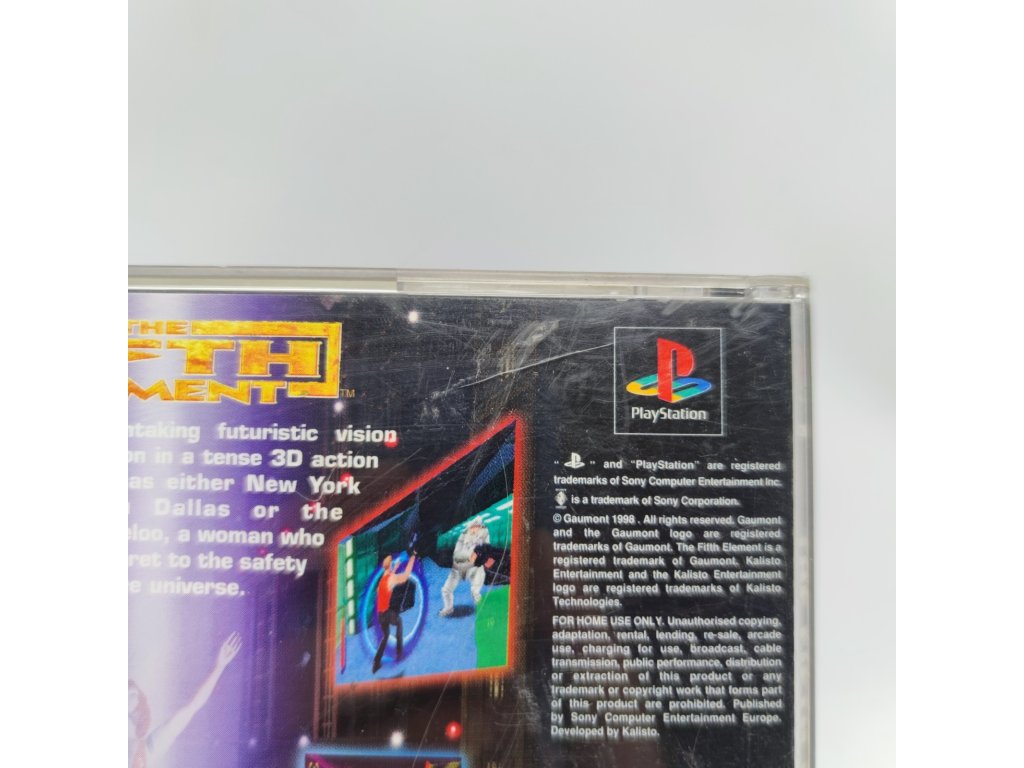 THE
FTH
MENT™
ntaking futuristic vision
on in a tense 3D action
as either New York
Dallas or the
eloo, a woman who
ret to the safety
e universe.
PlayStation
" " and "PlayStation" are registered
trademarks of Sony Computer Entertainment Inc.
is a trademark of Sony Corporation.
© Gaumont 1998 . All rights reserved. Gaumont
and the Gaumont logo are registered
trademarks of Gaumont. The Fifth Element is a
registered trademark of Gaumont. Kalisto
Entertainment and the Kalisto Entertainment
logo are registered trademarks of Kalisto
Technologies.
FOR HOME USE ONLY. Unauthorised copying,
adaptation, rental, lending, re-sale, arcade
use, charging for use, broadcast, cable
transmission, public performance, distribution
or extraction of this product or any
trademark or copyright work that forms part
of this product are prohibited. Published
by Sony Computer Entertainment Europe.
Developed by Kalisto.